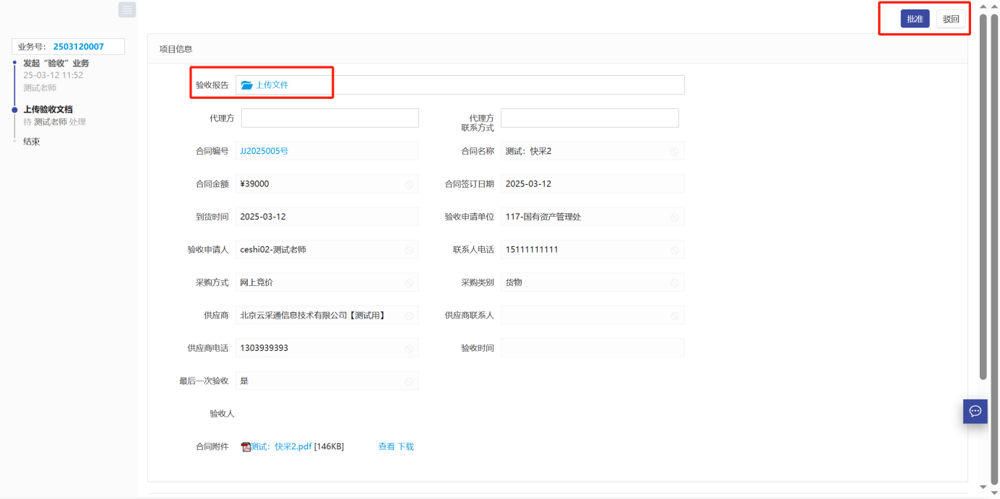 批准 驳回
业务号： 2503120007
发起“验收”业务
25-03-12 11:52
测试老师
上传验收文档
待 测试老师 处理
结束
项目信息
验收报告 上传文件
代理方 代理方联系方式
合同编号 JJ2025005号 合同名称 测试：快采2
合同金额 ¥39000 合同签订日期 2025-03-12
到货时间 2025-03-12 验收申请单位 117-国有资产管理处
验收申请人 ceshi02-测试老师 联系人电话 15111111111
采购方式 网上竞价 采购类别 货物
供应商 北京云采通信息技术有限公司【测试用】 供应商联系人
供应商电话 1303939393 验收时间
最后一次验收 是
验收人
合同附件 测试：快采2.pdf [146KB] 查看 下载